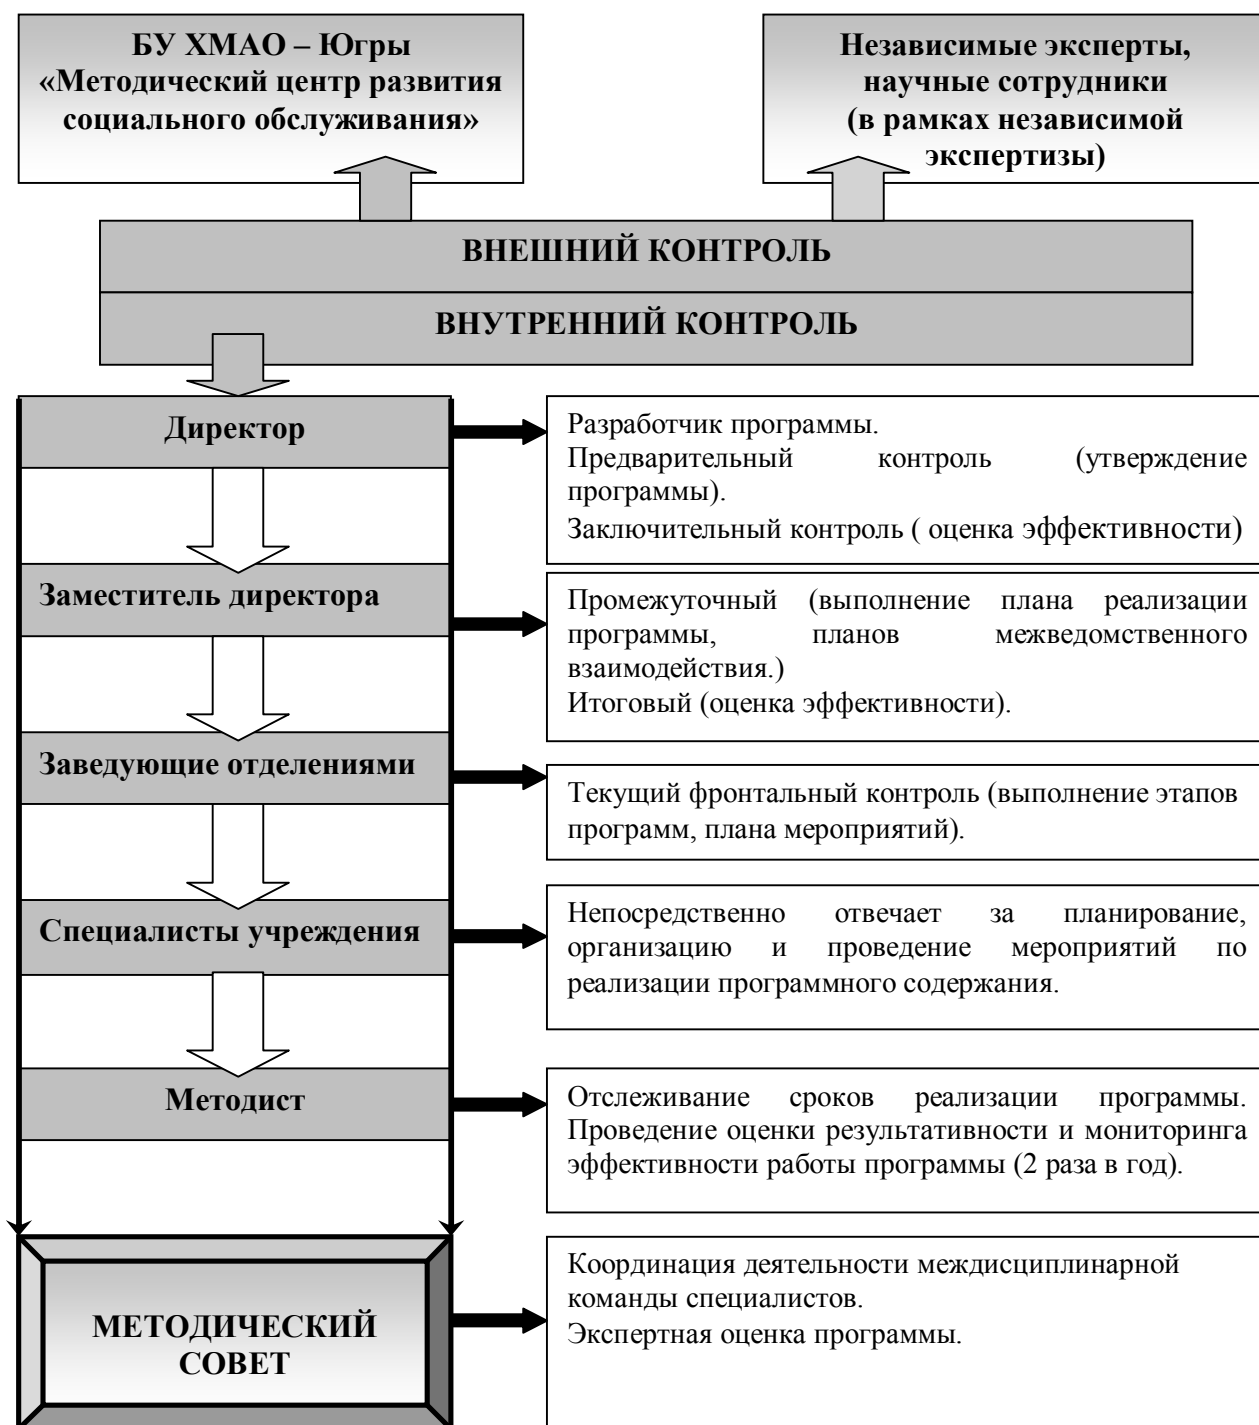 БУ ХМАО – Югры
«Методический центр развития
социального обслуживания»
Независимые эксперты,
научные сотрудники
(в рамках независимой
экспертизы)
ВНЕШНИЙ КОНТРОЛЬ
ВНУТРЕННИЙ КОНТРОЛЬ
Директор
Разработчик программы.
Предварительный контроль (утверждение
программы).
Заключительный контроль ( оценка эффективности)
Заместитель директора
Промежуточный (выполнение плана реализации
программы, планов межведомственного
взаимодействия.)
Итоговый (оценка эффективности).
Заведующие отделениями
Текущий фронтальный контроль (выполнение этапов
программ, плана мероприятий).
Специалисты учреждения
Непосредственно отвечает за планирование,
организацию и проведение мероприятий по
реализации программного содержания.
Методист
Отслеживание сроков реализации программы.
Проведение оценки результативности и мониторинга
эффективности работы программы (2 раза в год).
МЕТОДИЧЕСКИЙ
СОВЕТ
Координация деятельности междисциплинарной
команды специалистов.
Экспертная оценка программы.